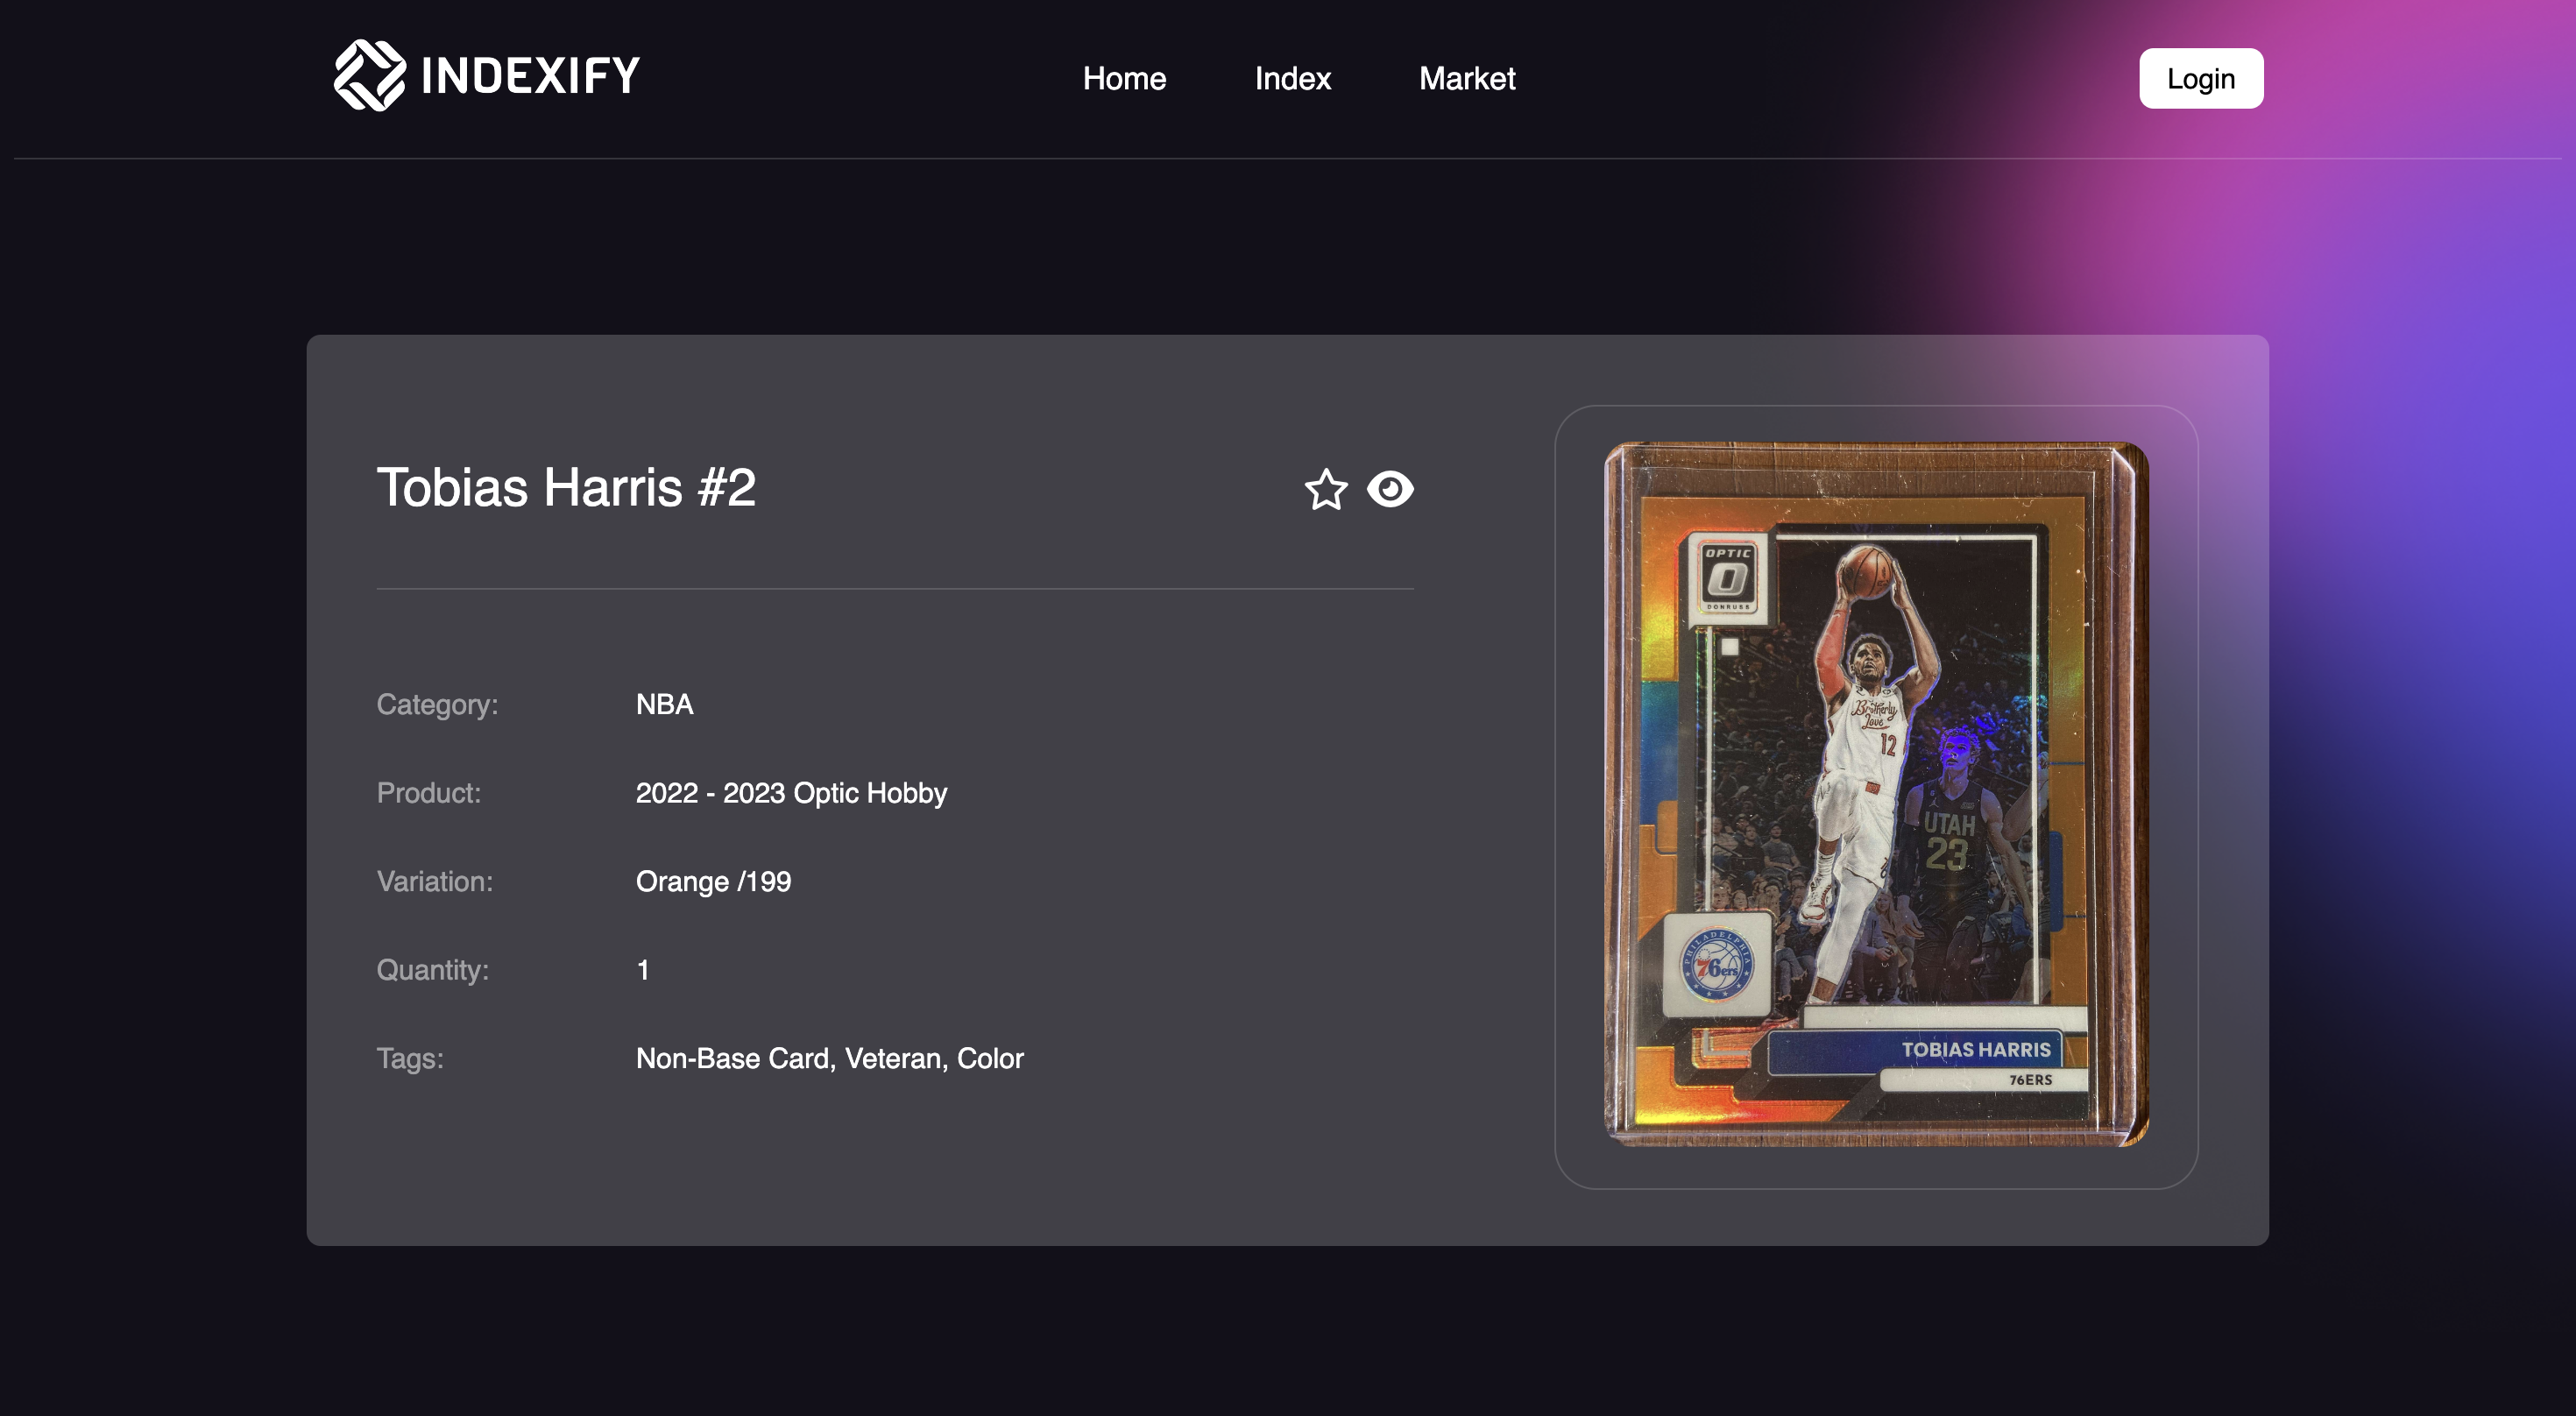 INDEXIFY
Home
Index
Market
Login
Tobias Harris #2
Category: NBA
Product: 2022 - 2023 Optic Hobby
Variation: Orange /199
Quantity: 1
Tags: Non-Base Card, Veteran, Color
OPTIC
O
DONRUSS
Brotherly
Love
12
UTAH
23
PHILADELPHIA
76ers
TOBIAS HARRIS
76ERS